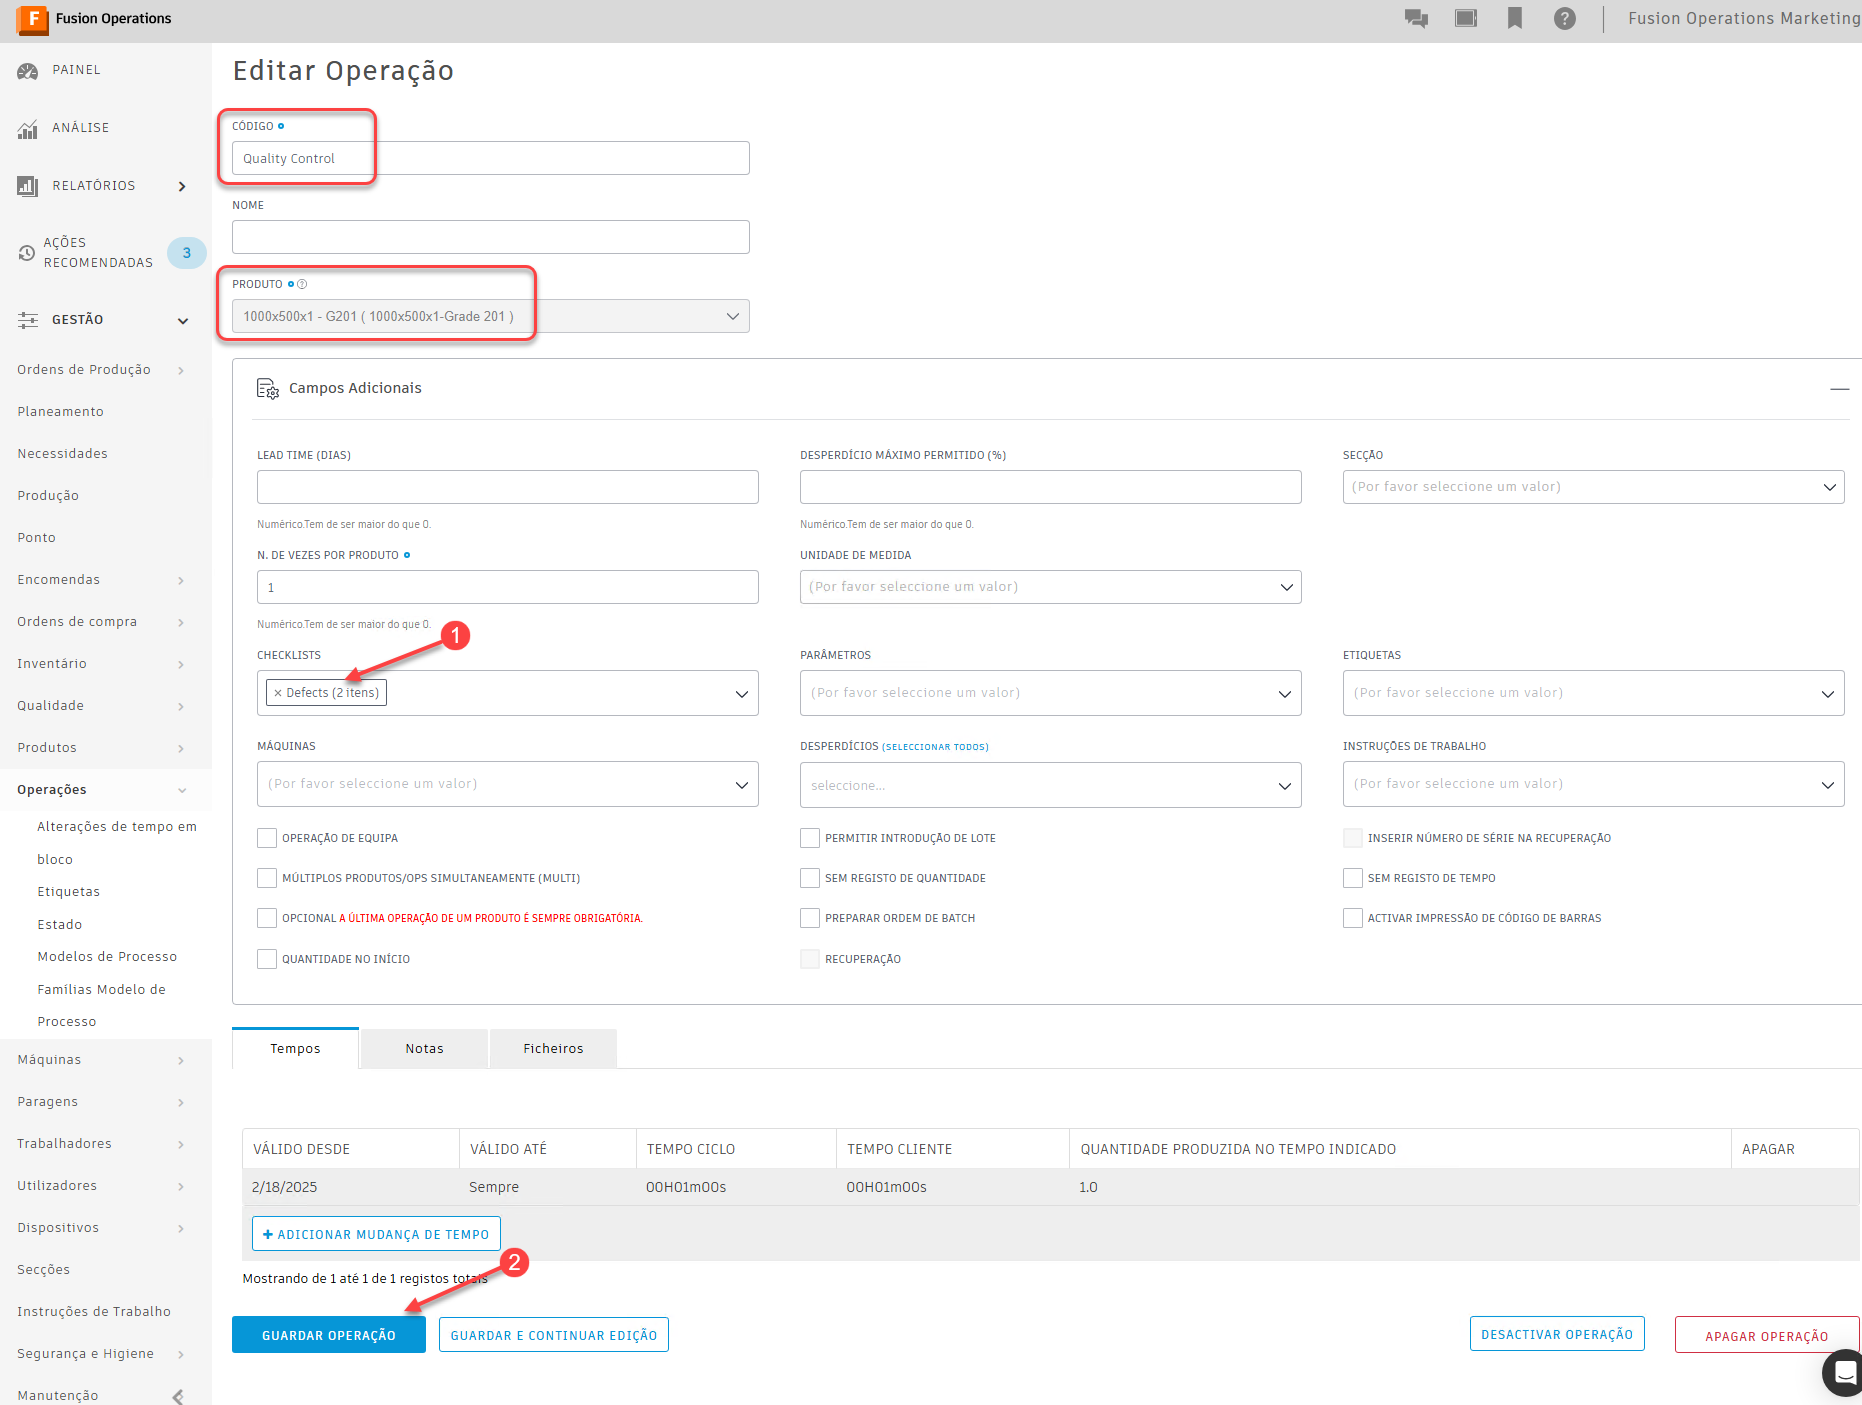 F Fusion Operations
Fusion Operations Marketing
PAINEL
ANÁLISE
RELATÓRIOS
AÇÕES
RECOMENDADAS
3
GESTÃO
Ordens de Produção
Planeamento
Necessidades
Produção
Ponto
Encomendas
Ordens de compra
Inventário
Qualidade
Produtos
Operações
Alterações de tempo em
bloco
Etiquetas
Estado
Modelos de Processo
Famílias Modelo de
Processo
Máquinas
Paragens
Trabalhadores
Utilizadores
Dispositivos
Secções
Instruções de Trabalho
Segurança e Higiene
Manutenção
Editar Operação
CÓDIGO
Quality Control
NOME
PRODUTO ?
1000x500x1 - G201 ( 1000x500x1-Grade 201 )
Campos Adicionais
LEAD TIME (DIAS)
DESPERDÍCIO MÁXIMO PERMITIDO (%)
SECÇÃO
(Por favor seleccione um valor)
Numérico.Tem de ser maior do que 0.
Numérico.Tem de ser maior do que 0.
N. DE VEZES POR PRODUTO
UNIDADE DE MEDIDA
1
(Por favor seleccione um valor)
Numérico.Tem de ser maior do que 0.
1
CHECKLISTS
PARÂMETROS
ETIQUETAS
× Defects (2 itens)
(Por favor seleccione um valor)
(Por favor seleccione um valor)
MÁQUINAS
DESPERDÍCIOS (SELECCIONAR TODOS)
INSTRUÇÕES DE TRABALHO
(Por favor seleccione um valor)
seleccione...
(Por favor seleccione um valor)
OPERAÇÃO DE EQUIPA
PERMITIR INTRODUÇÃO DE LOTE
INSERIR NÚMERO DE SÉRIE NA RECUPERAÇÃO
MÚLTIPLOS PRODUTOS/OPS SIMULTANEAMENTE (MULTI)
SEM REGISTO DE QUANTIDADE
SEM REGISTO DE TEMPO
OPCIONAL A ÚLTIMA OPERAÇÃO DE UM PRODUTO É SEMPRE OBRIGATÓRIA.
PREPARAR ORDEM DE BATCH
ACTIVAR IMPRESSÃO DE CÓDIGO DE BARRAS
QUANTIDADE NO INÍCIO
RECUPERAÇÃO
Tempos
Notas
Ficheiros
VÁLIDO DESDE
VÁLIDO ATÉ
TEMPO CICLO
TEMPO CLIENTE
QUANTIDADE PRODUZIDA NO TEMPO INDICADO
APAGAR
2/18/2025
Sempre
00H01m00s
00H01m00s
1.0
+ ADICIONAR MUDANÇA DE TEMPO
2
Mostrando de 1 até 1 de 1 registos totais
GUARDAR OPERAÇÃO
GUARDAR E CONTINUAR EDIÇÃO
DESACTIVAR OPERAÇÃO
APAGAR OPERAÇÃO